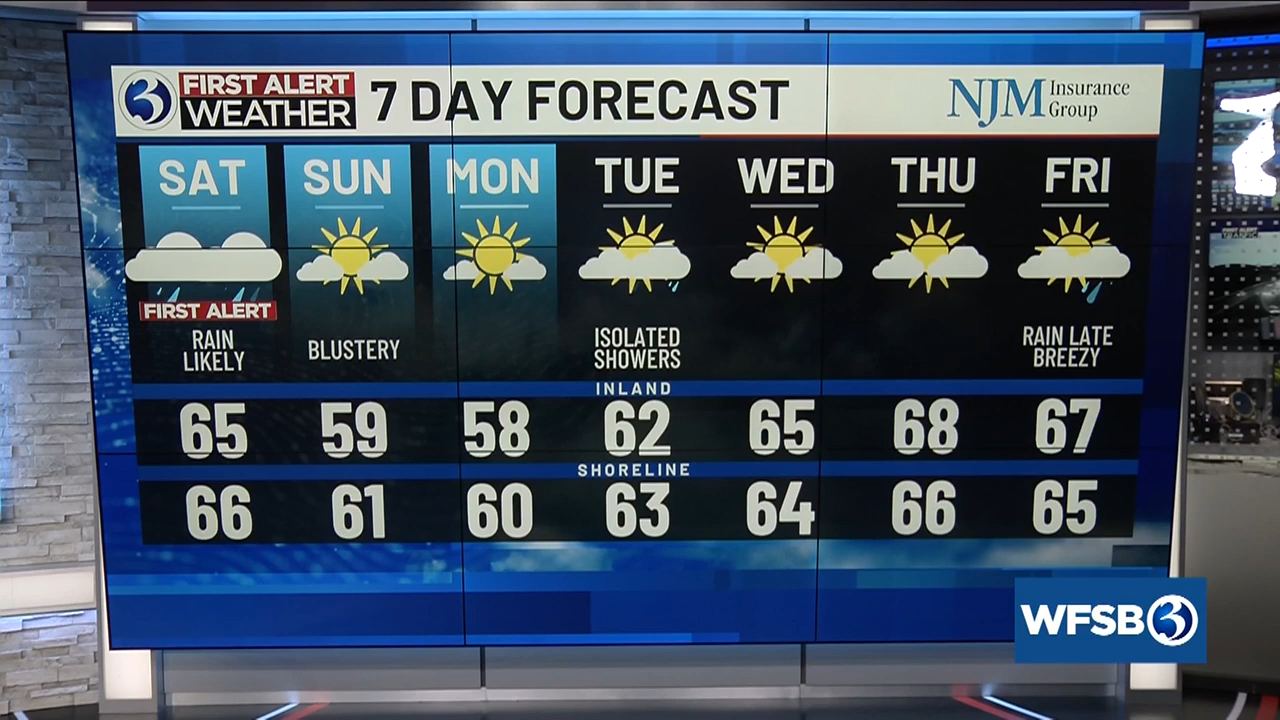 3 FIRST ALERT
WEATHER
7 DAY FORECAST
NJM Insurance
Group
SAT SUN MON TUE WED THU FRI
FIRST ALERT
RAIN
LIKELY
BLUSTERY
ISOLATED
SHOWERS
RAIN LATE
BREEZY
INLAND
65 59 58 62 65 68 67
SHORELINE
66 61 60 63 64 66 65
WFSB 3
FIRST ALERT